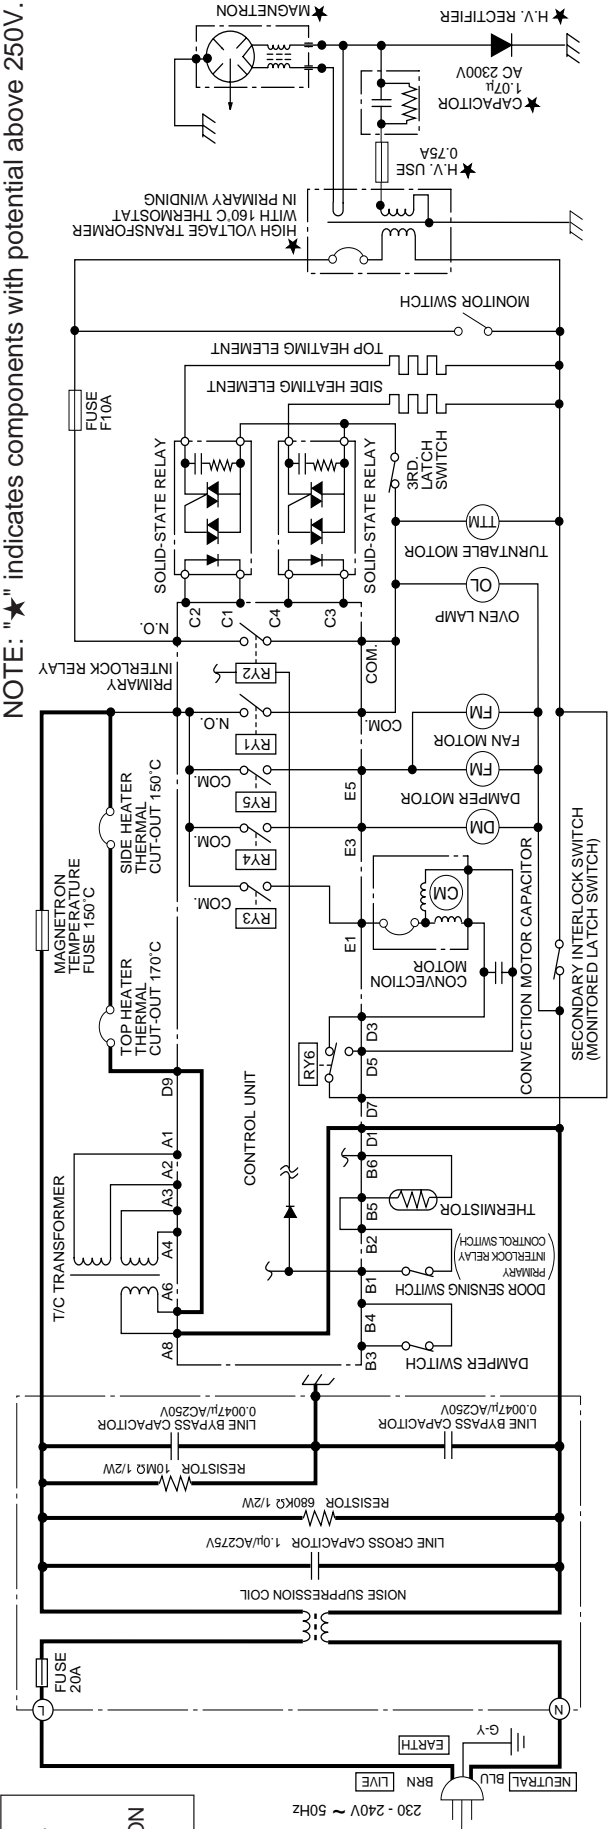 NOTE: "★" indicates components with potential above 250V.
★ MAGNETRON
★ H.V. RECTIFIER
★ CAPACITOR
1.07µ
AC 2300V
★ H.V. USE
0.75A
★
HIGH VOLTAGE TRANSFORMER
WITH 160°C THERMOSTAT
IN PRIMARY WINDING
MONITOR SWITCH
TOP HEATIMG ELEMENT
SIDE HEATIMG ELEMENT
FUSE
F10A
SOLID-STATE RELAY
SOLID-STATE RELAY
3RD.
LATCH
SWITCH
TTM
TURNTABLE MOTOR
OL
OVEN LAMP
N.O.
C2
C1
C4
C3
PRIMARY
INTERLOCK RELAY
RY2
COM.
N.O.
RY1
COM.
FM
FAN MOTOR
COM.
RY5
E5
FM
DAMPER MOTOR
COM.
RY4
E3
DM
COM.
RY3
E1
CM
CONVECTION
MOTOR
CONVECTION MOTOR CAPACITOR
SECONDARY INTERLOCK SWITCH
(MONITORED LATCH SWITCH)
SIDE HEATER
THERMAL
CUT-OUT 150°C
MAGNETRON
TEMPERATURE
FUSE 150°C
TOP HEATER
THERMAL
CUT-OUT 170°C
RY6
D3
D5
D7
D1
D9
CONTROL UNIT
T/C TRANSFORMER
A1
A2
A3
A4
A6
A8
B6
B5
THERMISTOR
B2
B1
DOOR SENSING SWITCH
(PRIMARY
INTERLOCK RELAY
CONTROL SWITCH)
B4
B3
DAMPER SWITCH
LINE BYPASS CAPACITOR
0.0047µ/AC250V
LINE BYPASS CAPACITOR
0.0047µ/AC250V
RESISTOR 10MΩ 1/2W
RESISTOR 680KΩ 1/2W
LINE CROSS CAPACITOR 1.0µ/AC275V
NOISE SUPPRESSION COIL
FUSE
20A
L
N
EARTH
G-Y
NEUTRAL
BLU
BRN
LIVE
230 - 240V ~ 50Hz
ON